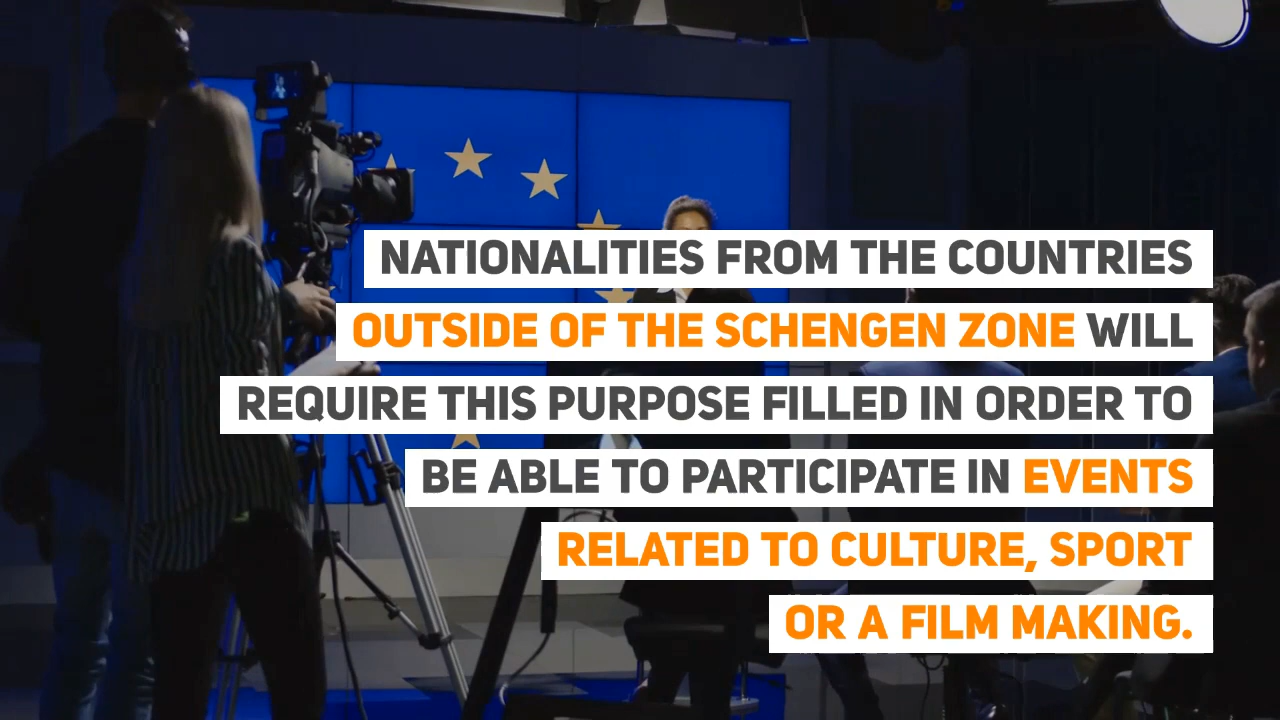 NATIONALITIES FROM THE COUNTRIES
OUTSIDE OF THE SCHENGEN ZONE WILL
REQUIRE THIS PURPOSE FILLED IN ORDER TO
BE ABLE TO PARTICIPATE IN EVENTS
RELATED TO CULTURE, SPORT
OR A FILM MAKING.